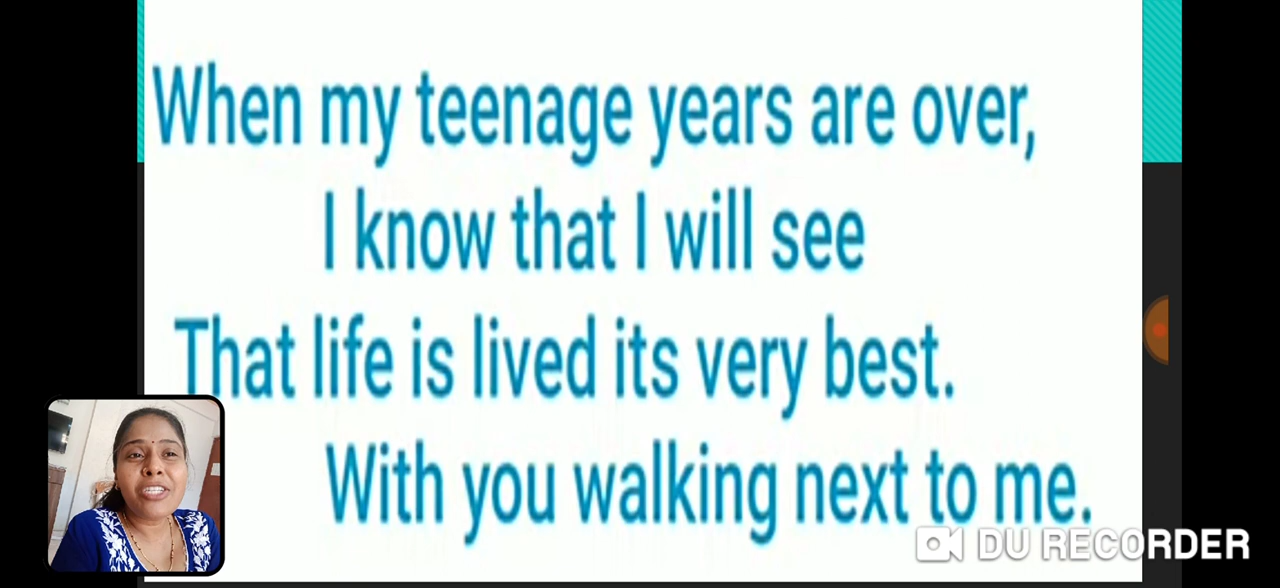 When my teenage years are over,
I know that I will see
That life is lived its very best.
With you walking next to me.
DU RECORDER